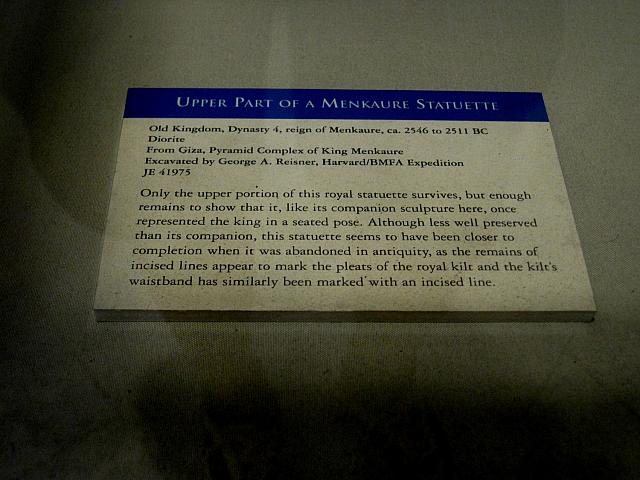 UPPER PART OF A MENKAURE STATUETTE
Old Kingdom, Dynasty 4, reign of Menkaure, ca. 2546 to 2511 BC
Diorite
From Giza, Pyramid Complex of King Menkaure
Excavated by George A. Reisner, Harvard/BMFA Expedition
JE 41975
Only the upper portion of this royal statuette survives, but enough
remains to show that it, like its companion sculpture here, once
represented the king in a seated pose. Although less well preserved
than its companion, this statuette seems to have been closer to
completion when it was abandoned in antiquity, as the remains of
incised lines appear to mark the pleats of the royal kilt and the kilt's
waistband has similarly been marked with an incised line.